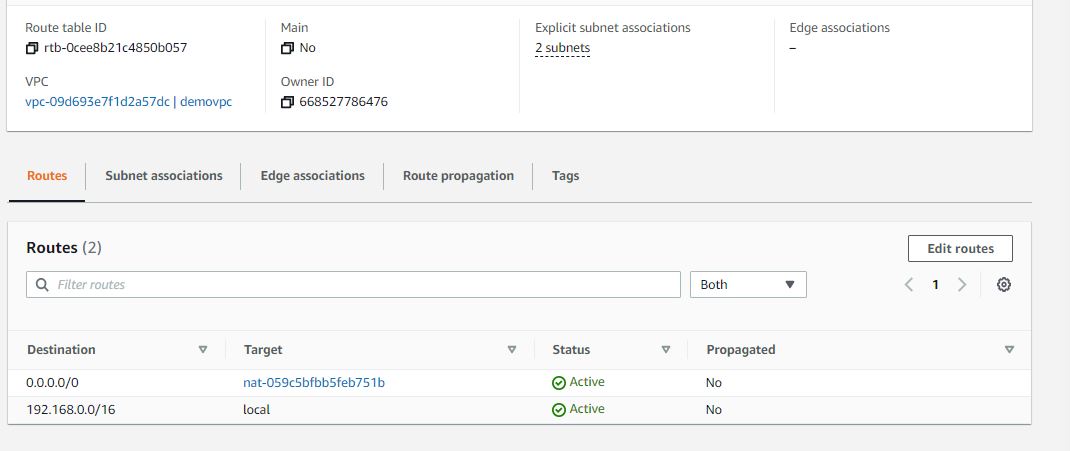 Route table ID Main Explicit subnet associations Edge associations
rtb-0cee8b21c4850b057 No 2 subnets –
VPC Owner ID
vpc-09d693e7f1d2a57dc | demovpc 668527786476
Routes Subnet associations Edge associations Route propagation Tags
Routes (2) Edit routes
Filter routes Both 1
Destination Target Status Propagated
0.0.0.0/0 nat-059c5bfbb5feb751b Active No
192.168.0.0/16 local Active No